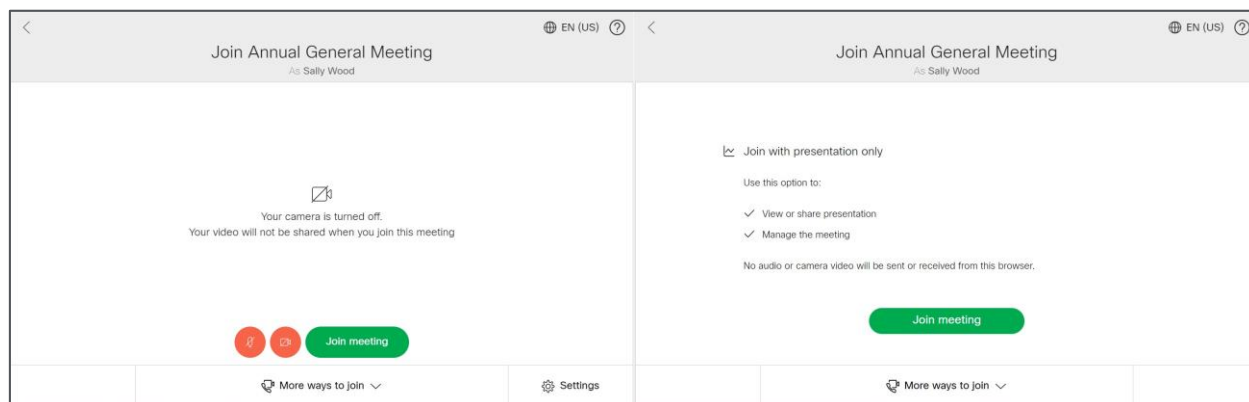 EN (US)
Join Annual General Meeting
As Sally Wood
Your camera is turned off.
Your video will not be shared when you join this meeting
Join meeting
More ways to join
Settings
EN (US)
Join Annual General Meeting
As Sally Wood
Join with presentation only
Use this option to:
View or share presentation
Manage the meeting
No audio or camera video will be sent or received from this browser.
Join meeting
More ways to join